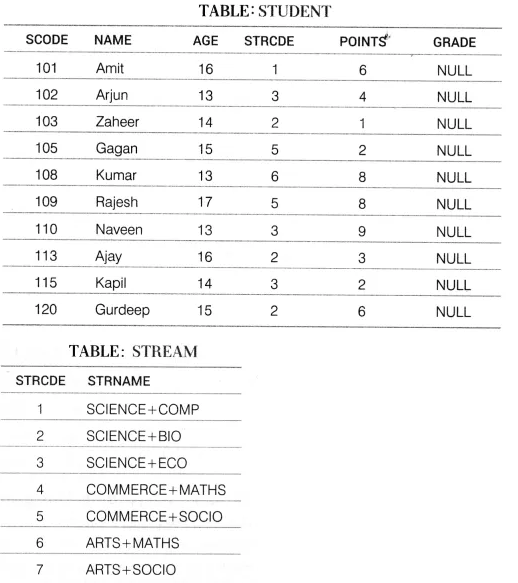 TABLE: STUDENT
SCODE NAME AGE STRCDE POINTS GRADE
101 Amit 16 1 6 NULL
102 Arjun 13 3 4 NULL
103 Zaheer 14 2 1 NULL
105 Gagan 15 5 2 NULL
108 Kumar 13 6 8 NULL
109 Rajesh 17 5 8 NULL
110 Naveen 13 3 9 NULL
113 Ajay 16 2 3 NULL
115 Kapil 14 3 2 NULL
120 Gurdeep 15 2 6 NULL
TABLE: STREAM
STRCDE STRNAME
1 SCIENCE+COMP
2 SCIENCE+BIO
3 SCIENCE+ECO
4 COMMERCE+MATHS
5 COMMERCE+SOCIO
6 ARTS+MATHS
7 ARTS+SOCIO